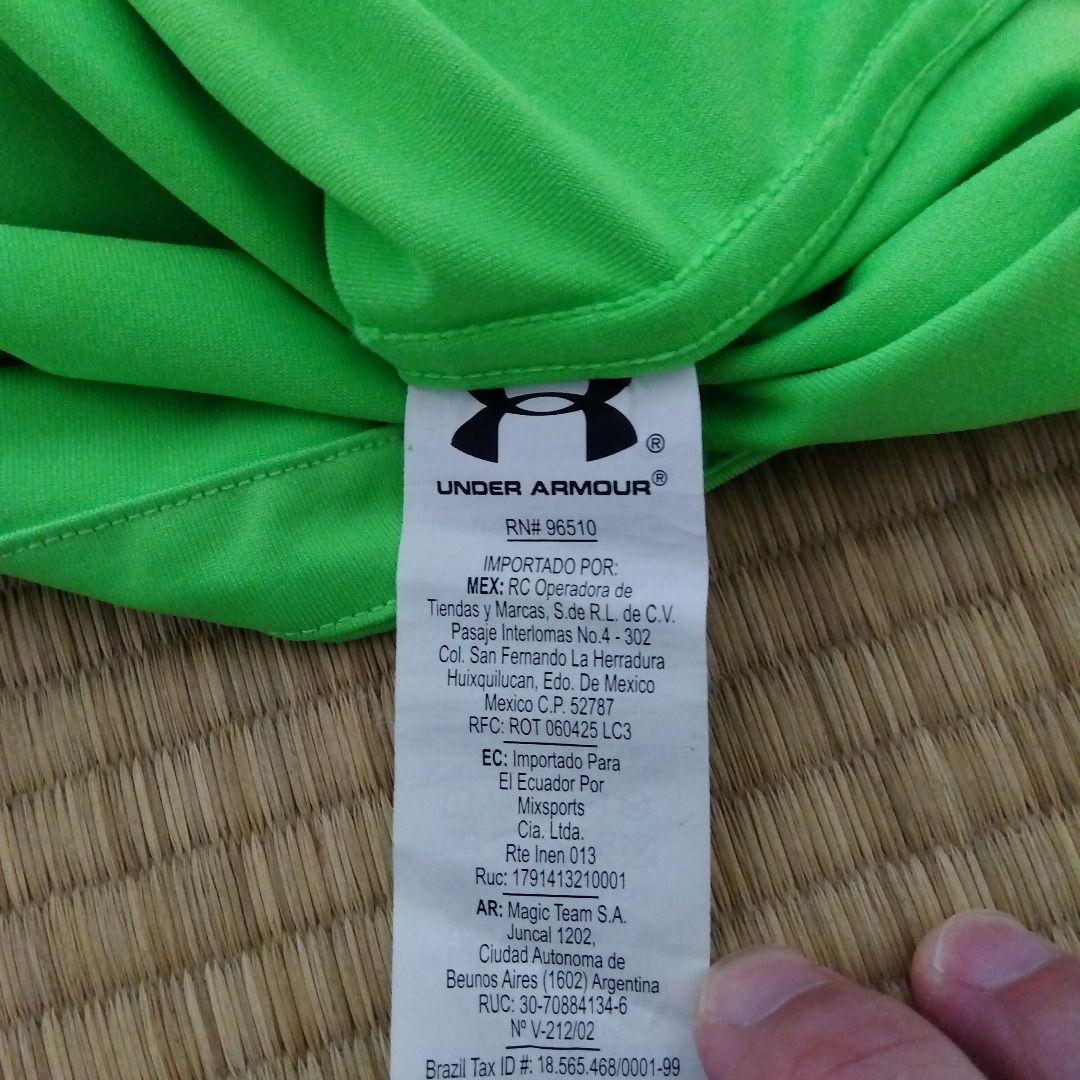 ®
UNDER ARMOUR®
RN# 96510
IMPORTADO POR:
MEX: RC Operadora de
Tiendas y Marcas, S.de R.L. de C.V.
Pasaje Interlomas No.4 - 302
Col. San Fernando La Herradura
Huixquilucan, Edo. De Mexico
Mexico C.P. 52787
RFC: ROT 060425 LC3
EC: Importado Para
El Ecuador Por
Mixsports
Cia. Ltda.
Rte Inen 013
Ruc: 1791413210001
AR: Magic Team S.A.
Juncal 1202,
Ciudad Autonoma de
Beunos Aires (1602) Argentina
RUC: 30-70884134-6
Nº V-212/02
Brazil Tax ID #: 18.565.468/0001-99